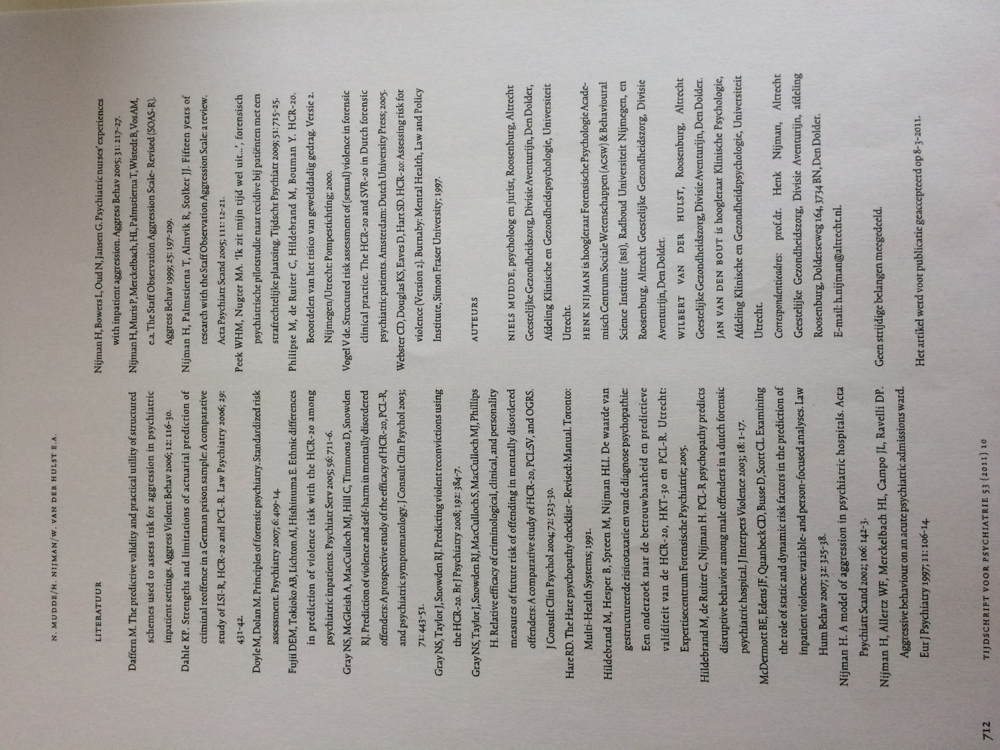 N. MUDDE/H. NIJMAN/W. VAN DER HULST E.A.
LITERATUUR
Daffern M. The predictive validity and practical utility of structured
schemes used to assess risk for aggression in psychiatric
inpatient settings. Aggress Violent Behav 2006; 12: 116-30.
Dahle KP. Strengths and limitations of actuarial prediction of
criminal reoffence in a German prison sample: A comparative
study of LSI-R, HCR-20 and PCL-R. Law Psychiatry 2006; 29:
431-42.
Doyle M, Dolan M. Principles of forensic psychiatry. Standardized risk
assessment. Psychiatry 2007; 6: 409-14.
Fujii DEM, Tokioko AB, Lichton AI, Hishinuma E. Ethnic differences
in prediction of violence risk with the HCR-20 among
psychiatric inpatients. Psychiatr Serv 2005; 56: 711-6.
Gray NS, McGleish A, MacCulloch MJ, Hill C, Timmons D, Snowden
RJ. Prediction of violence and self-harm in mentally disordered
offenders: A prospective study of the efficacy of HCR-20, PCL-R,
and psychiatric symptomatology. J Consult Clin Psychol 2003;
71: 443-51.
Gray NS, Taylor J, Snowden RJ. Predicting violent reconvictions using
the HCR-20. Br J Psychiatry 2008; 192: 384-7.
Gray NS, Taylor J, Snowden RJ, MacCulloch S, MacCulloch MJ, Phillips
H. Relative efficacy of criminological, clinical, and personality
measures of future risk of offending in mentally disordered
offenders: A comparative study of HCR-20, PCL:SV, and OGRS.
J Consult Clin Psychol 2004; 72: 523-30.
Hare RD. The Hare psychopathy checklist – Revised: Manual. Toronto:
Multi-Health Systems; 1991.
Hildebrand M, Hesper B, Spreen M, Nijman HLI. De waarde van
gestructureerde risicotaxatie en van de diagnose psychopathie:
Een onderzoek naar de betrouwbaarheid en predictieve
validiteit van de HCR-20, HKT-30 en PCL-R. Utrecht:
Expertisecentrum Forensische Psychiatrie; 2005.
Hildebrand M, de Ruiter C, Nijman H. PCL-R psychopathy predicts
disruptive behavior among male offenders in a dutch forensic
psychiatric hospital. J Interpers Violence 2003; 18: 1-17.
McDermott BE, Edens JF, Quanbeck CD, Busse D, Scott CL. Examining
the role of static and dynamic risk factors in the prediction of
inpatient violence: variable- and person-focused analyses. Law
Hum Behav 2007; 32: 325-38.
Nijman H. A model of aggression in psychiatric hospitals. Acta
Psychiatr Scand 2002; 106: 142-3.
Nijman H, Allertz WF, Merckelbach HL, Campo JL, Ravelli DP.
Aggressive behaviour on an acute psychiatric admissions ward.
Eur J Psychiatry 1997; 11: 106-14.
Nijman H, Bowers L, Oud N, Jansen G. Psychiatric nurses' experiences
with inpatient aggression. Aggress Behav 2005; 31: 217-27.
Nijman H, Muris P, Merckelbach, HL, Palmstierna T, Wistedt B, Vos AM,
e.a. The Staff Observation Aggression Scale- Revised (SOAS-R).
Aggress Behav 1999; 25: 197-209.
Nijman H, Palmstierna T, Almvik R, Stolker JJ. Fifteen years of
research with the Staff Observation Aggression Scale: a review.
Acta Psychiatr Scand 2005; 111: 12-21.
Peek WHM, Nugter MA. 'Ik zit mijn tijd wel uit...', forensisch
psychiatrische pilotstudie naar recidive bij patiënten met een
strafrechtelijke plaatsing. Tijdschr Psychiatr 2009; 51: 715-25.
Philipse M, de Ruiter C, Hildebrand M, Bouman Y. HCR-20.
Beoordelen van het risico van gewelddadig gedrag. Versie 2.
Nijmegen/Utrecht: Pompestichting; 2000.
Vogel V de. Structured risk assessment of (sexual) violence in forensic
clinical practice. The HCR-20 and SVR-20 in Dutch forensic
psychiatric patients. Amsterdam: Dutch University Press; 2005.
Webster CD, Douglas KS, Eaves D, Hart SD. HCR-20: Assessing risk for
violence (Version 2). Burnaby: Mental Health, Law and Policy
Institute, Simon Fraser University; 1997.
AUTEURS
NIELS MUDDE, psycholoog en jurist, Roosenburg, Altrecht
Geestelijke Gezondheidszorg, Divisie Aventurijn, Den Dolder,
Afdeling Klinische en Gezondheidspsychologie, Universiteit
Utrecht.
HENK NIJMAN is hoogleraar Forensische Psychologie Acade-
misch Centrum Sociale Wetenschappen (ACSW) & Behavioural
Science Institute (BSI), Radboud Universiteit Nijmegen, en
Roosenburg, Altrecht Geestelijke Gezondheidszorg, Divisie
Aventurijn, Den Dolder.
WILBERT VAN DER HULST, Roosenburg, Altrecht
Geestelijke Gezondheidszorg, Divisie Aventurijn, Den Dolder.
JAN VAN DEN BOUT is hoogleraar Klinische Psychologie,
Afdeling Klinische en Gezondheidspsychologie, Universiteit
Utrecht.
Correspondentieadres: prof.dr. Henk Nijman, Altrecht
Geestelijke Gezondheidszorg, Divisie Aventurijn, afdeling
Roosenburg, Dolderseweg 164, 3734 BN, Den Dolder.
E-mail: h.nijman@altrecht.nl.
Geen strijdige belangen meegedeeld.
Het artikel werd voor publicatie geaccepteerd op 8-3-2011.
712
TIJDSCHRIFT VOOR PSYCHIATRIE 53 (2011) 10